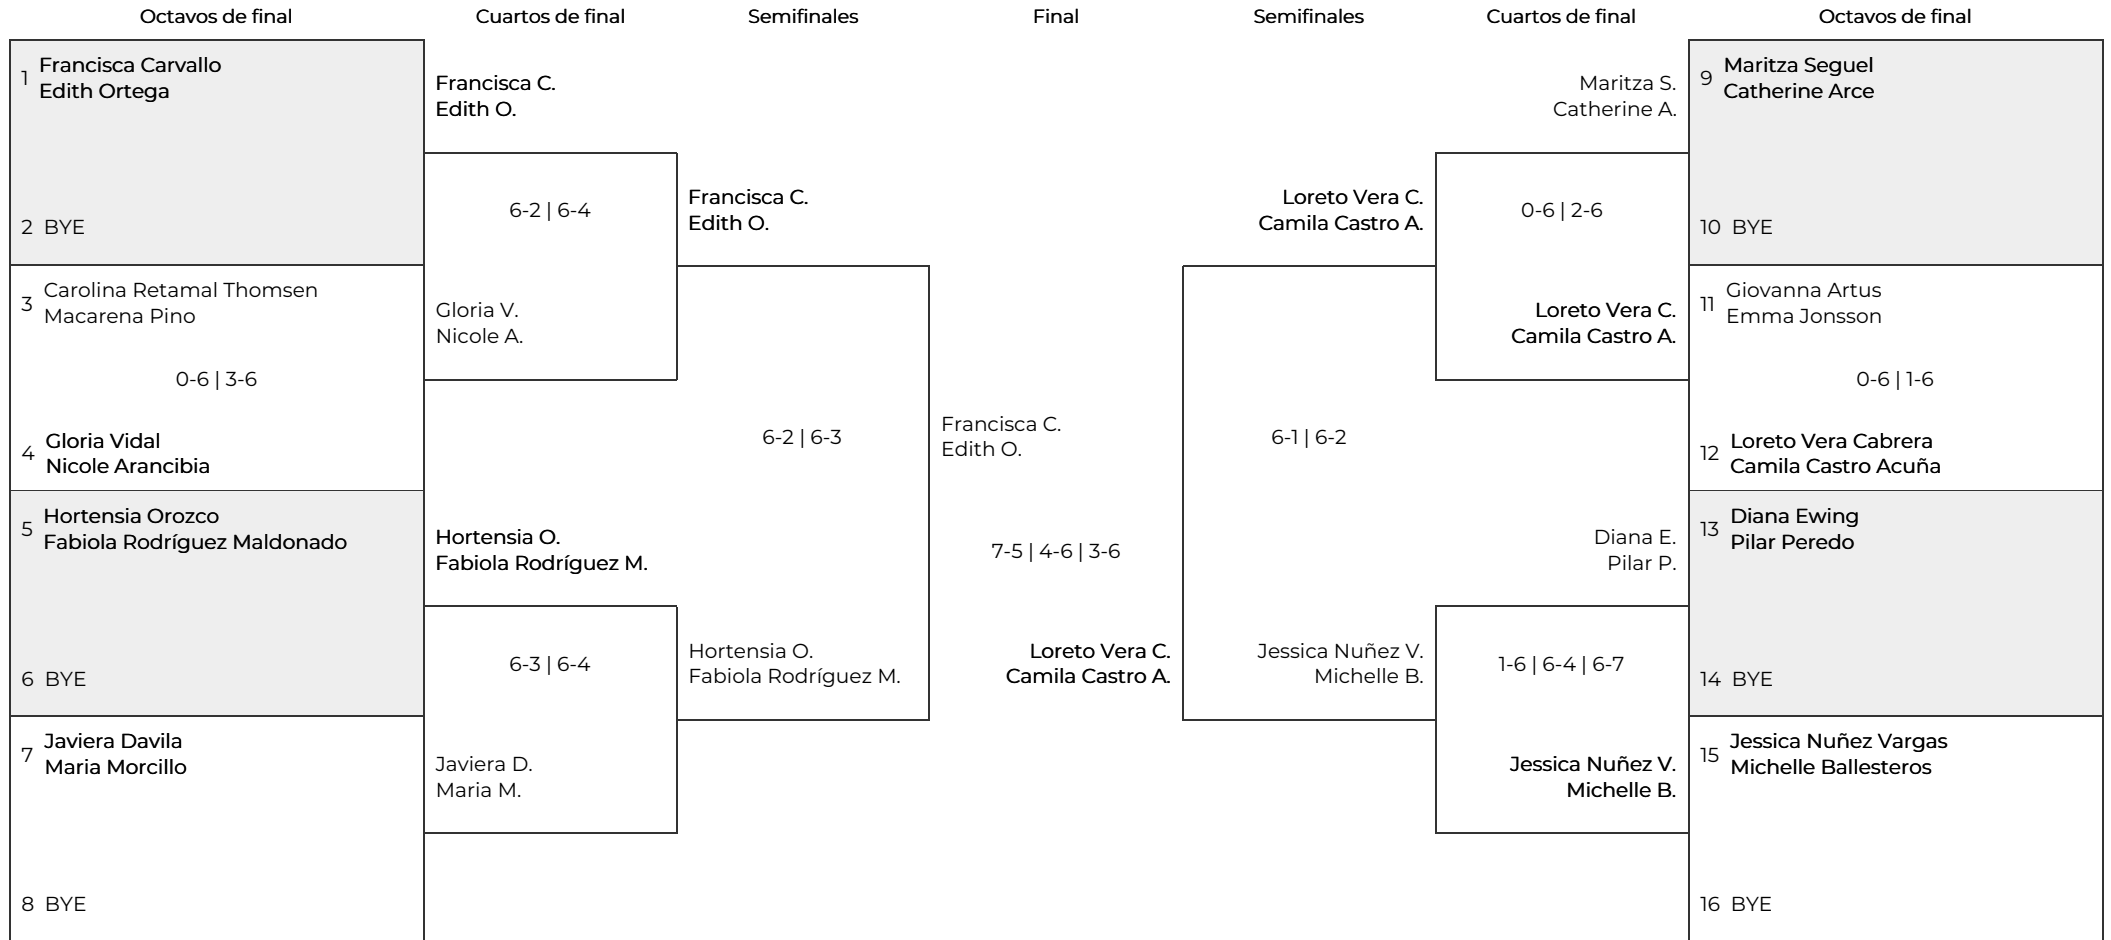 Octavos de final
Cuartos de final
Semifinales
Final
Semifinales
Cuartos de final
Octavos de final
1
Francisca Carvallo
Edith Ortega
2 BYE
3
Carolina Retamal Thomsen
Macarena Pino
0-6 | 3-6
4
Gloria Vidal
Nicole Arancibia
5
Hortensia Orozco
Fabiola Rodríguez Maldonado
6 BYE
7
Javiera Davila
Maria Morcillo
8 BYE
Francisca C.
Edith O.
6-2 | 6-4
Gloria V.
Nicole A.
Hortensia O.
Fabiola Rodríguez M.
6-3 | 6-4
Javiera D.
Maria M.
Francisca C.
Edith O.
6-2 | 6-3
Hortensia O.
Fabiola Rodríguez M.
Francisca C.
Edith O.
7-5 | 4-6 | 3-6
Loreto Vera C.
Camila Castro A.
Loreto Vera C.
Camila Castro A.
6-1 | 6-2
Jessica Nuñez V.
Michelle B.
Maritza S.
Catherine A.
0-6 | 2-6
Loreto Vera C.
Camila Castro A.
Diana E.
Pilar P.
1-6 | 6-4 | 6-7
Jessica Nuñez V.
Michelle B.
9
Maritza Seguel
Catherine Arce
10 BYE
11
Giovanna Artus
Emma Jonsson
0-6 | 1-6
12
Loreto Vera Cabrera
Camila Castro Acuña
13
Diana Ewing
Pilar Peredo
14 BYE
15
Jessica Nuñez Vargas
Michelle Ballesteros
16 BYE